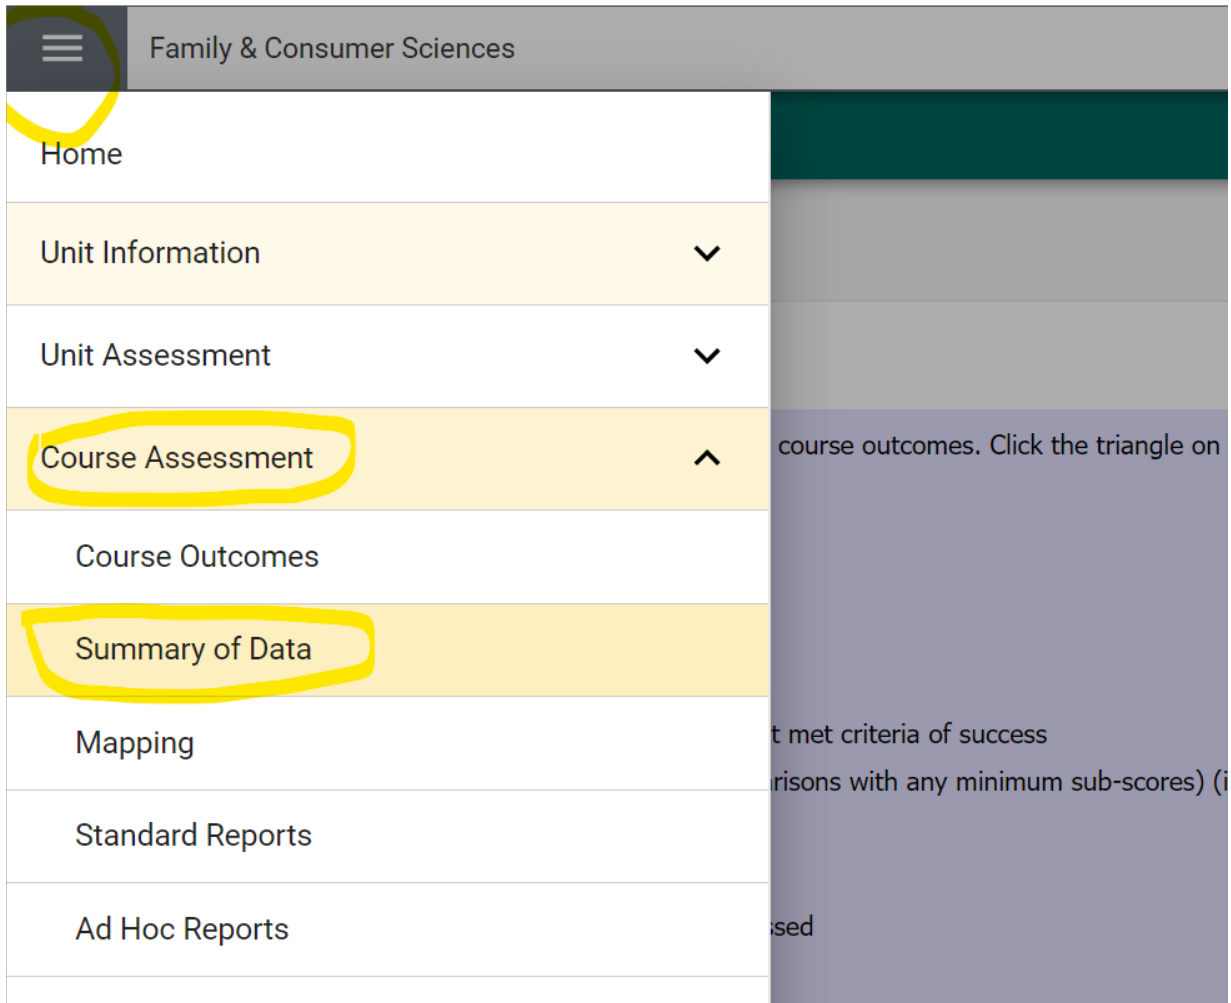 Family & Consumer Sciences
Home
Unit Information
Unit Assessment
Course Assessment
course outcomes. Click the triangle on
Course Outcomes
Summary of Data
Mapping
t met criteria of success
risons with any minimum sub-scores) (i
Standard Reports
Ad Hoc Reports
ssed